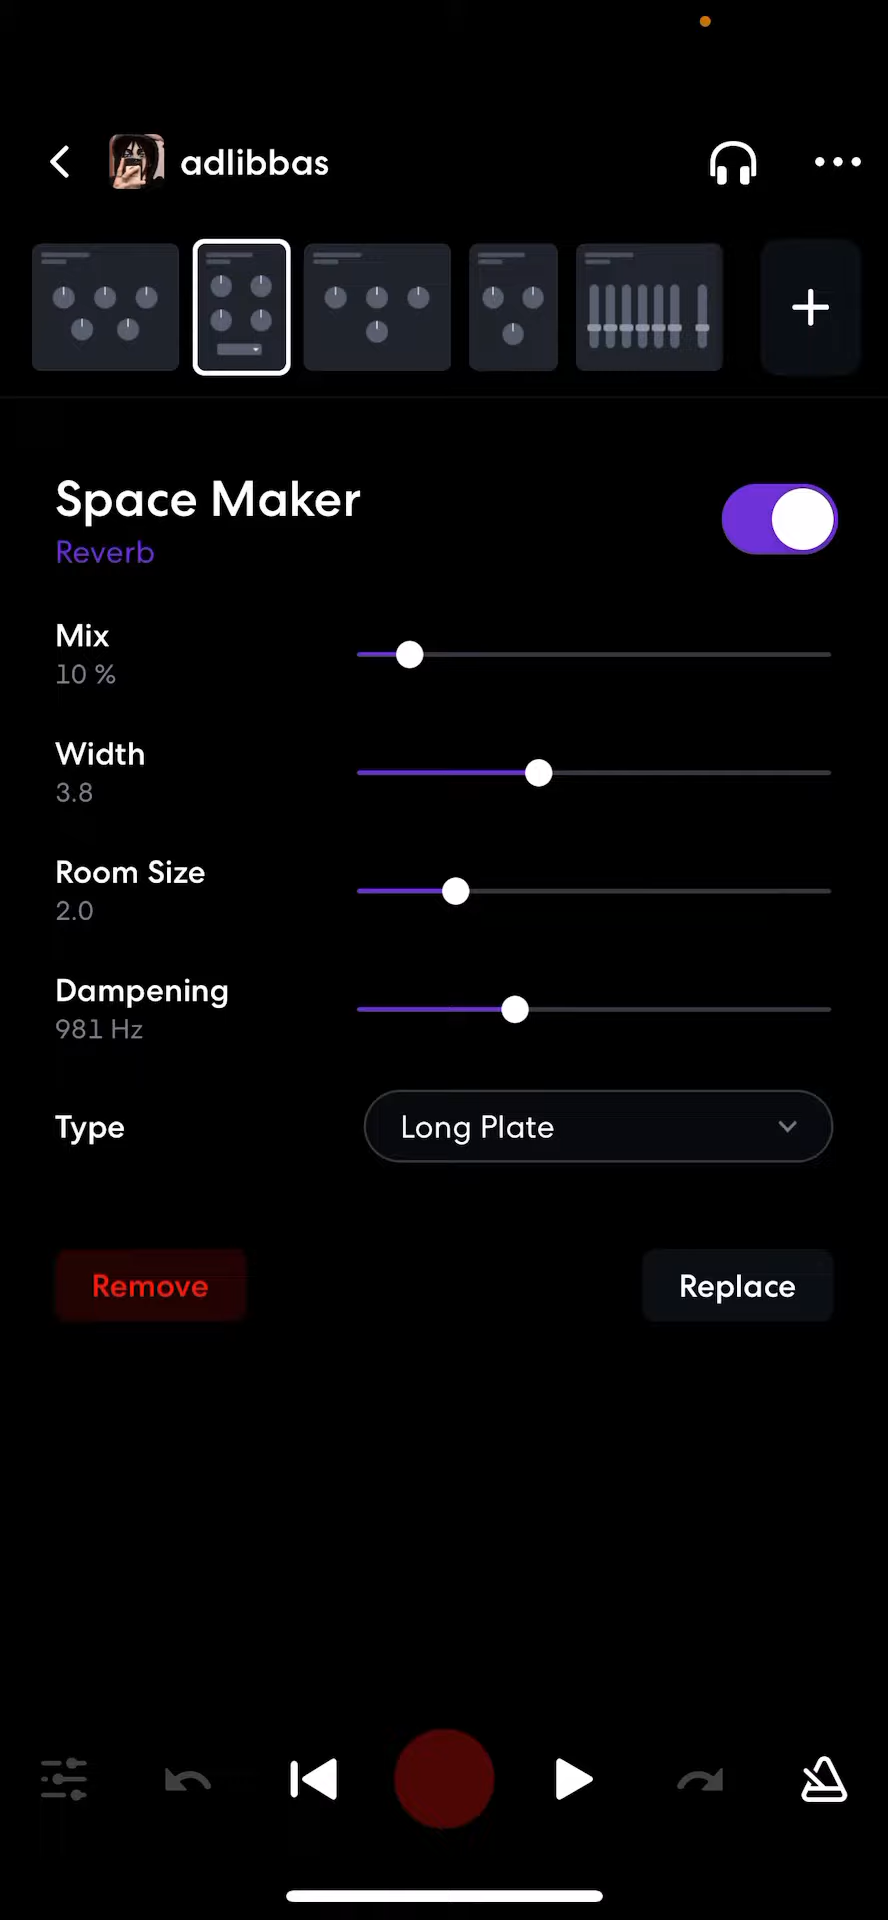 adlibbas
Space Maker
Reverb
Mix
10 %
Width
3.8
Room Size
2.0
Dampening
981 Hz
Type
Long Plate
Remove
Replace